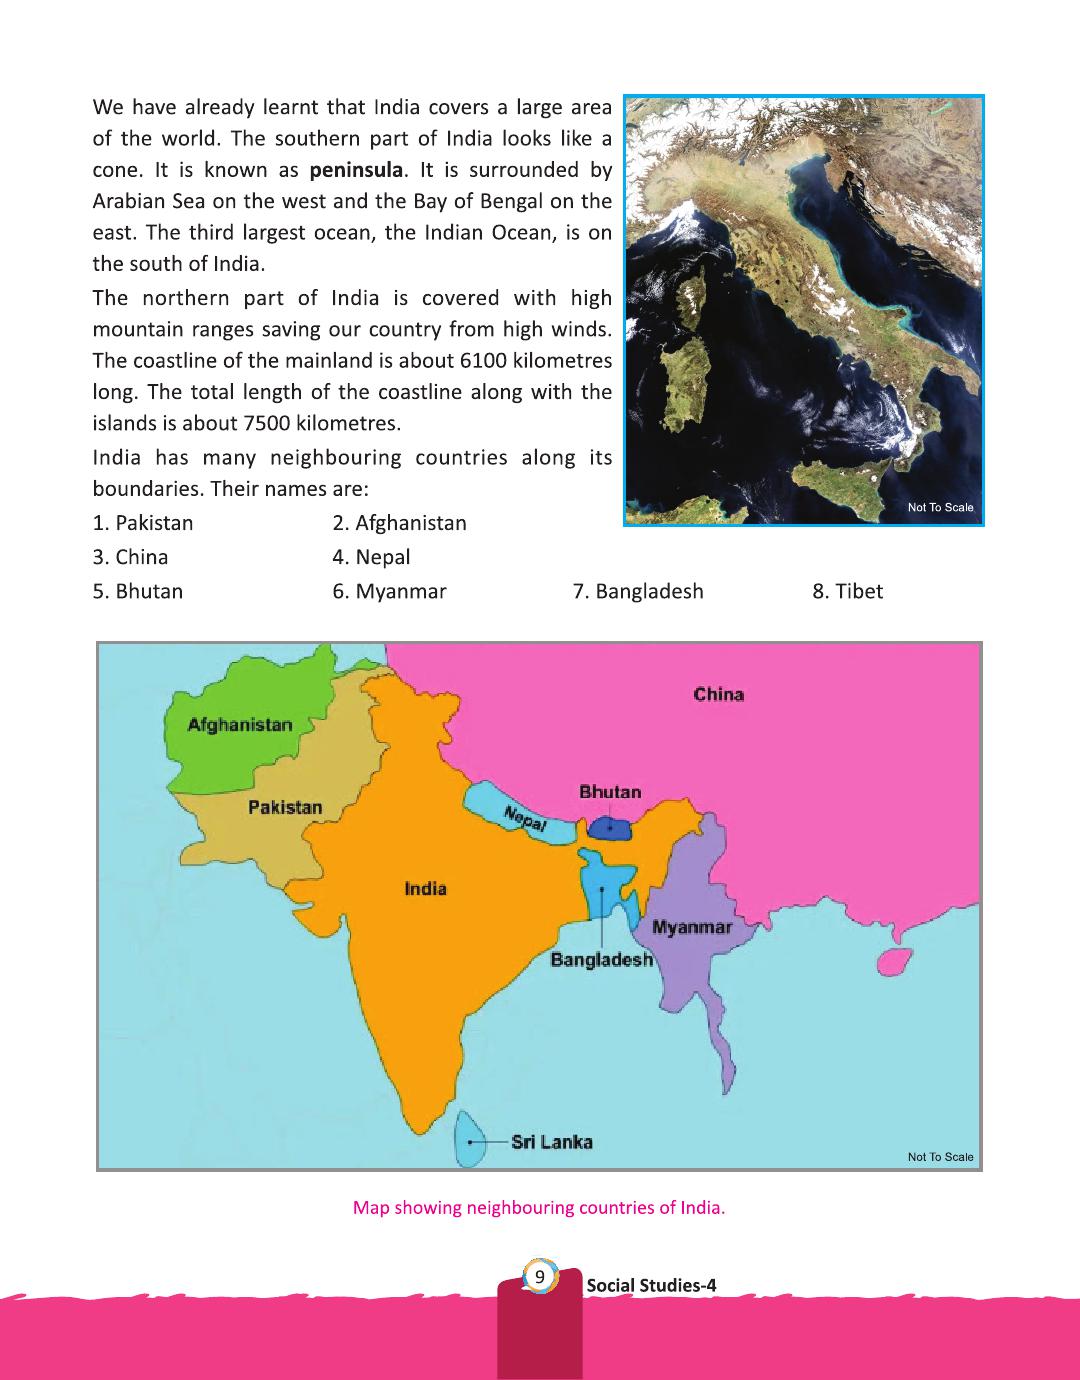 We have already learnt that India covers a large area
of the world. The southern part of India looks like a
cone. It is known as peninsula. It is surrounded by
Arabian Sea on the west and the Bay of Bengal on the
east. The third largest ocean, the Indian Ocean, is on
the south of India.
The northern part of India is covered with high
mountain ranges saving our country from high winds.
The coastline of the mainland is about 6100 kilometres
long. The total length of the coastline along with the
islands is about 7500 kilometres.
India has many neighbouring countries along its
boundaries. Their names are:
Not To Scale
1. Pakistan 2. Afghanistan
3. China 4. Nepal
5. Bhutan 6. Myanmar 7. Bangladesh 8. Tibet
China
Afghanistan
Bhutan
Pakistan
Nepal
India
Myanmar
Bangladesh
Sri Lanka
Not To Scale
Map showing neighbouring countries of India.
9
Social Studies-4